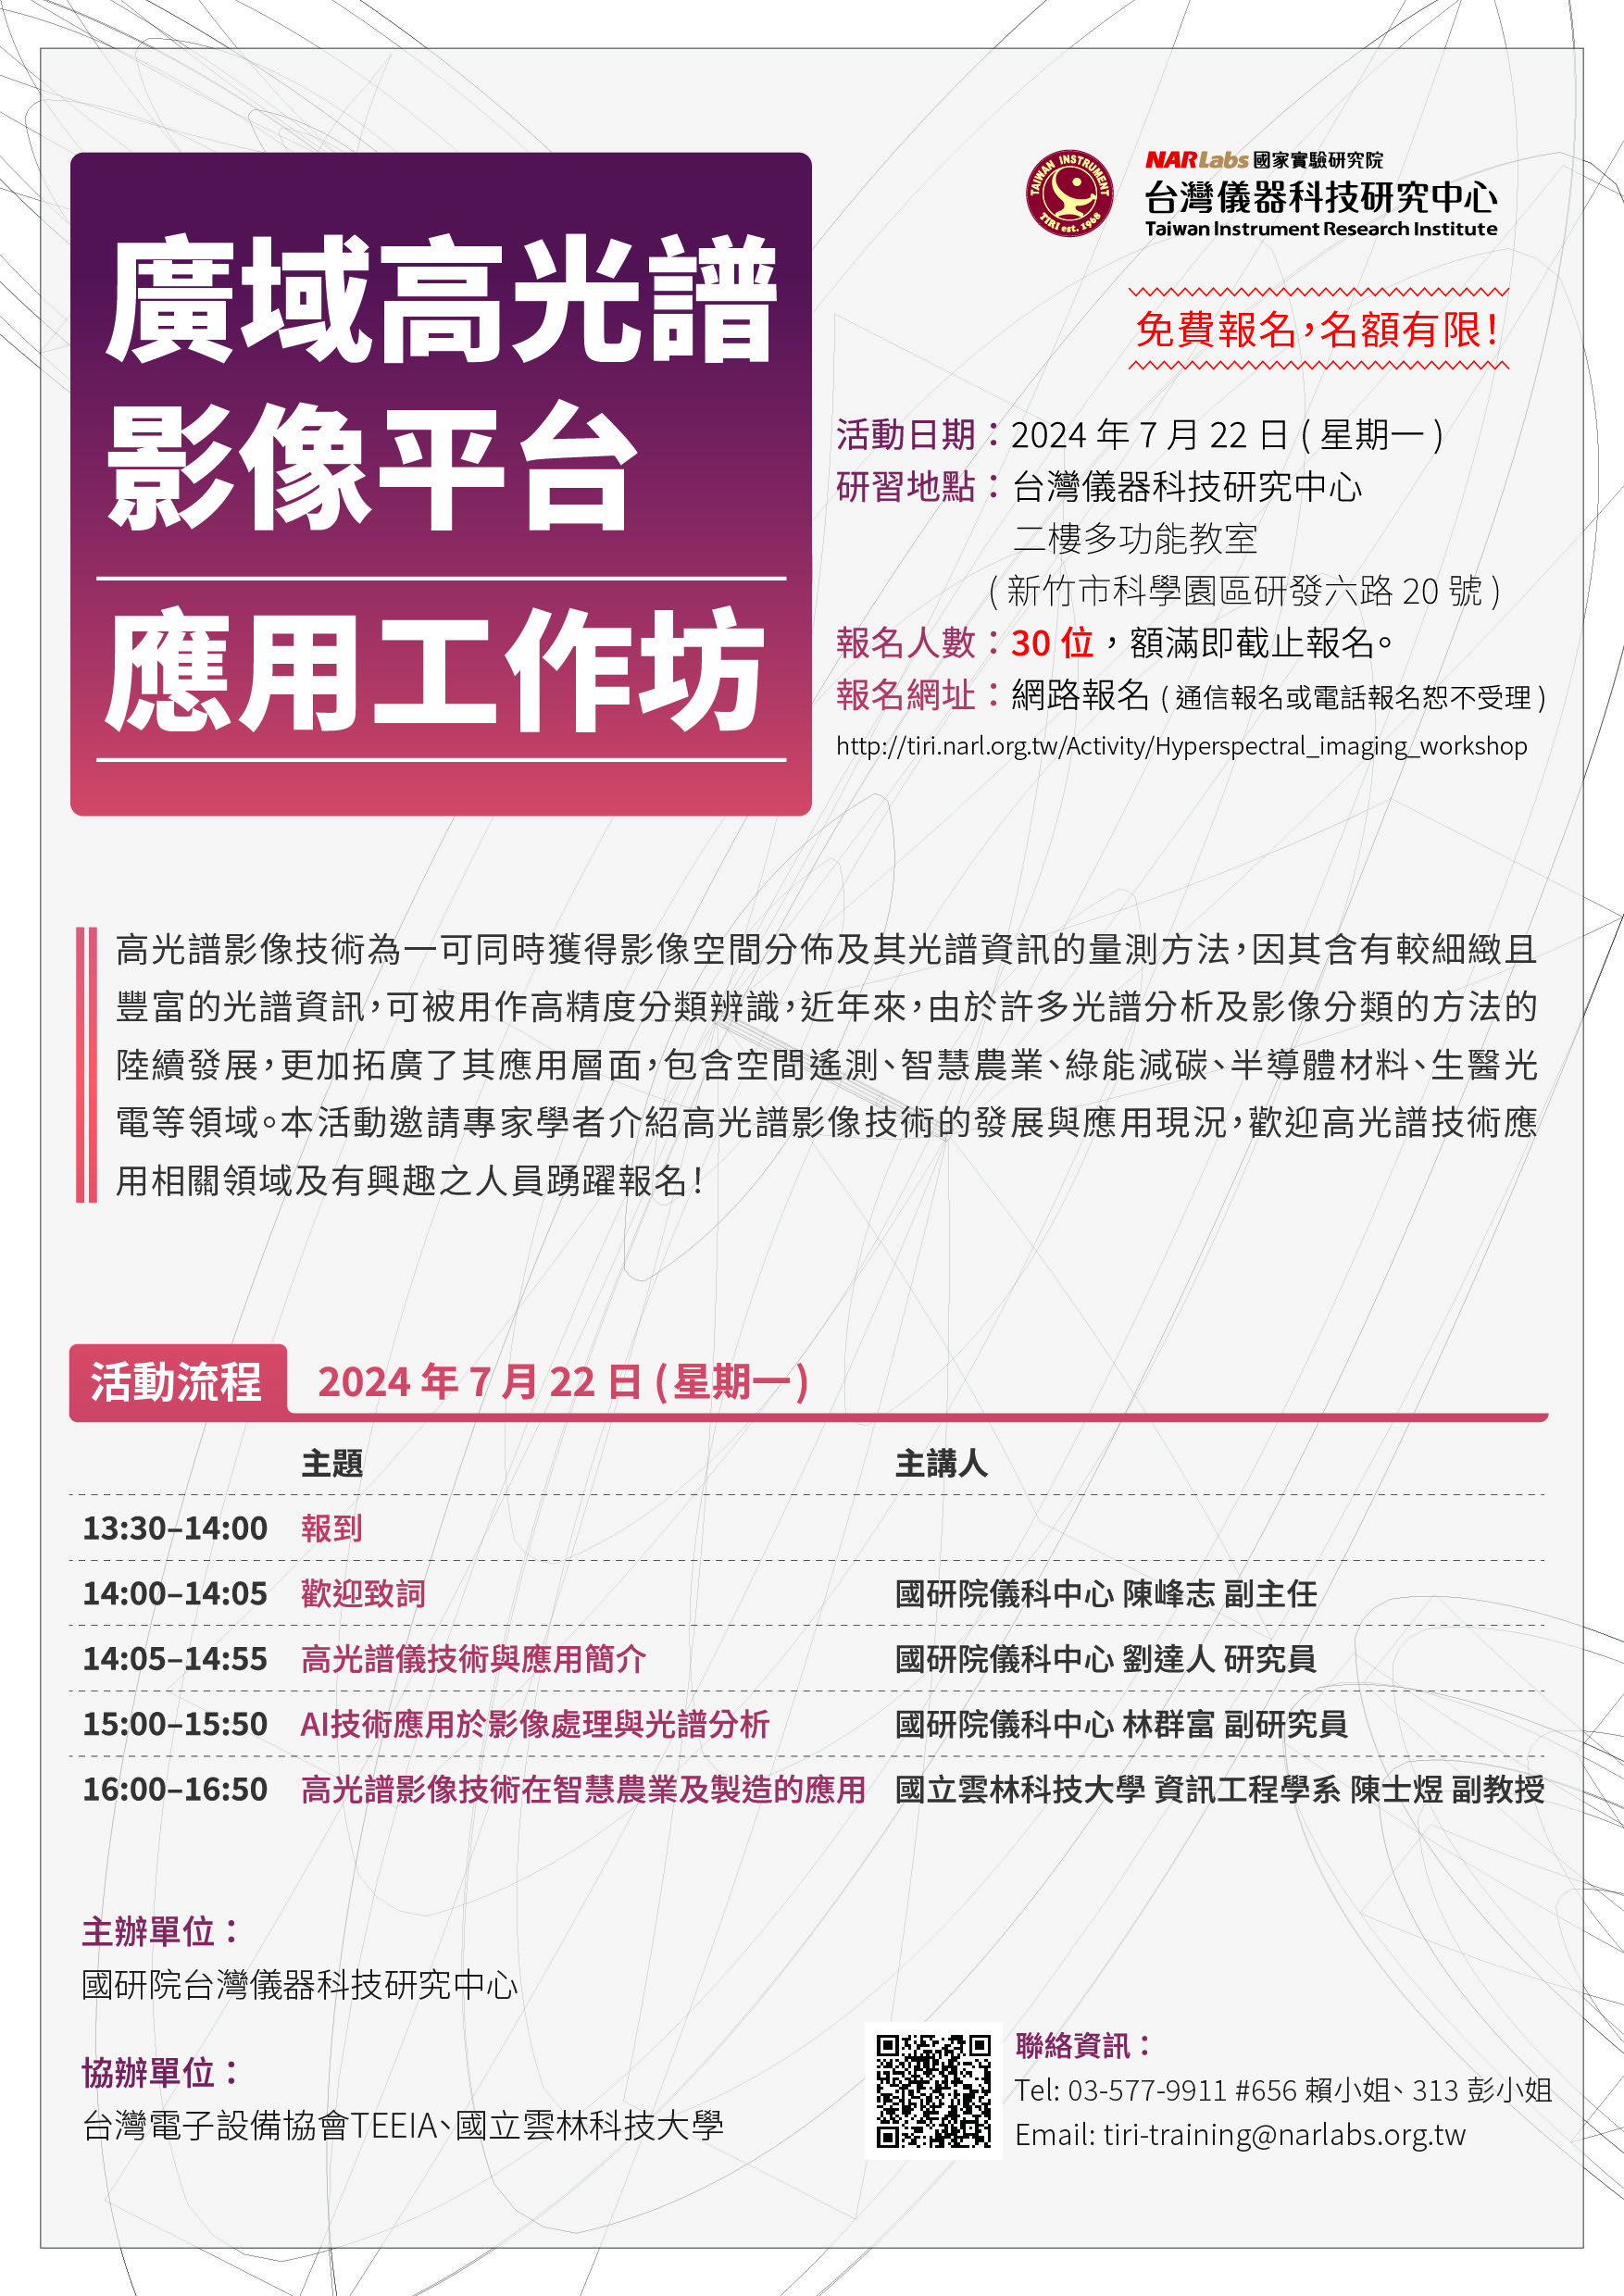 廣域高光譜
影像平台
應用工作坊
TAIWAN INSTRUMENT
TIRI est. 1968
NARLabs 國家實驗研究院
台灣儀器科技研究中心
Taiwan Instrument Research Institute
免費報名，名額有限！
活動日期：2024 年 7 月 22 日 ( 星期一 )
研習地點：台灣儀器科技研究中心
二樓多功能教室
( 新竹市科學園區研發六路 20 號 )
報名人數：30 位，額滿即截止報名。
報名網址：網路報名 ( 通信報名或電話報名恕不受理 )
http://tiri.narl.org.tw/Activity/Hyperspectral_imaging_workshop
高光譜影像技術為一可同時獲得影像空間分佈及其光譜資訊的量測方法，因其含有較細緻且
豐富的光譜資訊，可被用作高精度分類辨識，近年來，由於許多光譜分析及影像分類的方法的
陸續發展，更加拓廣了其應用層面，包含空間遙測、智慧農業、綠能減碳、半導體材料、生醫光
電等領域。本活動邀請專家學者介紹高光譜影像技術的發展與應用現況，歡迎高光譜技術應
用相關領域及有興趣之人員踴躍報名！
活動流程 2024 年 7 月 22 日 ( 星期一 )
主題 主講人
13:30–14:00 報到
14:00–14:05 歡迎致詞 國研院儀科中心 陳峰志 副主任
14:05–14:55 高光譜儀技術與應用簡介 國研院儀科中心 劉達人 研究員
15:00–15:50 AI技術應用於影像處理與光譜分析 國研院儀科中心 林群富 副研究員
16:00–16:50 高光譜影像技術在智慧農業及製造的應用 國立雲林科技大學 資訊工程學系 陳士煜 副教授
主辦單位：
國研院台灣儀器科技研究中心
協辦單位：
台灣電子設備協會TEEIA、國立雲林科技大學
聯絡資訊：
Tel: 03-577-9911 #656 賴小姐、313 彭小姐
Email: tiri-training@narlabs.org.tw